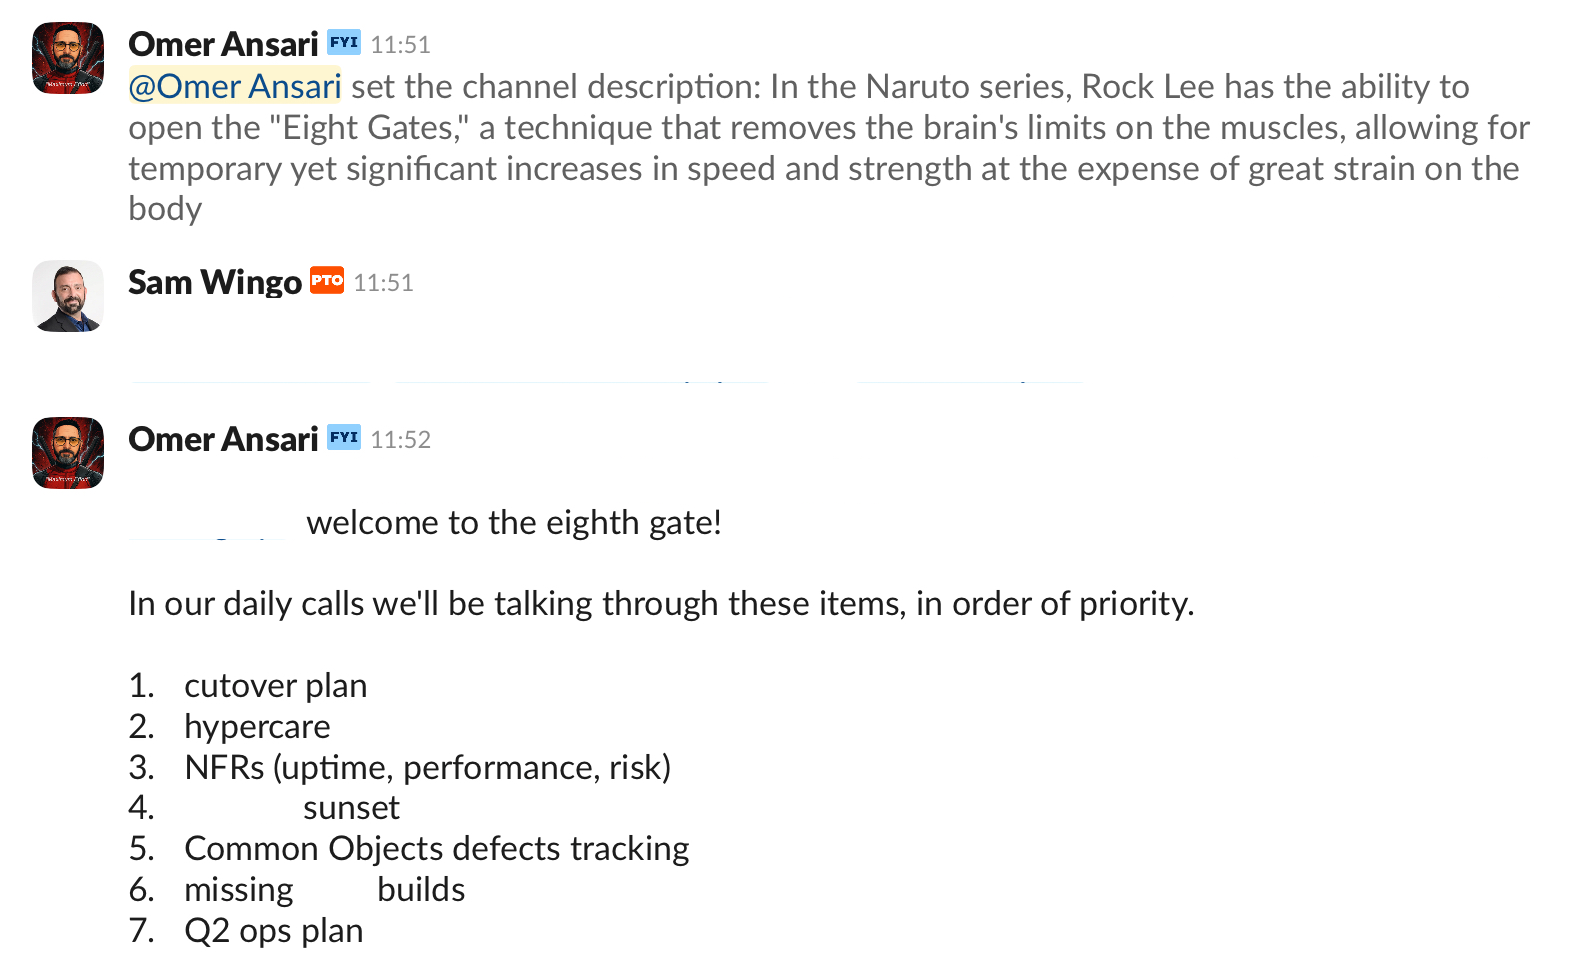 Omer Ansari FYI 11:51
@Omer Ansari set the channel description: In the Naruto series, Rock Lee has the ability to
open the "Eight Gates," a technique that removes the brain's limits on the muscles, allowing for
temporary yet significant increases in speed and strength at the expense of great strain on the
body
Sam Wingo PTO 11:51
Omer Ansari FYI 11:52
welcome to the eighth gate!
In our daily calls we'll be talking through these items, in order of priority.
1. cutover plan
2. hypercare
3. NFRs (uptime, performance, risk)
4. sunset
5. Common Objects defects tracking
6. missing builds
7. Q2 ops plan